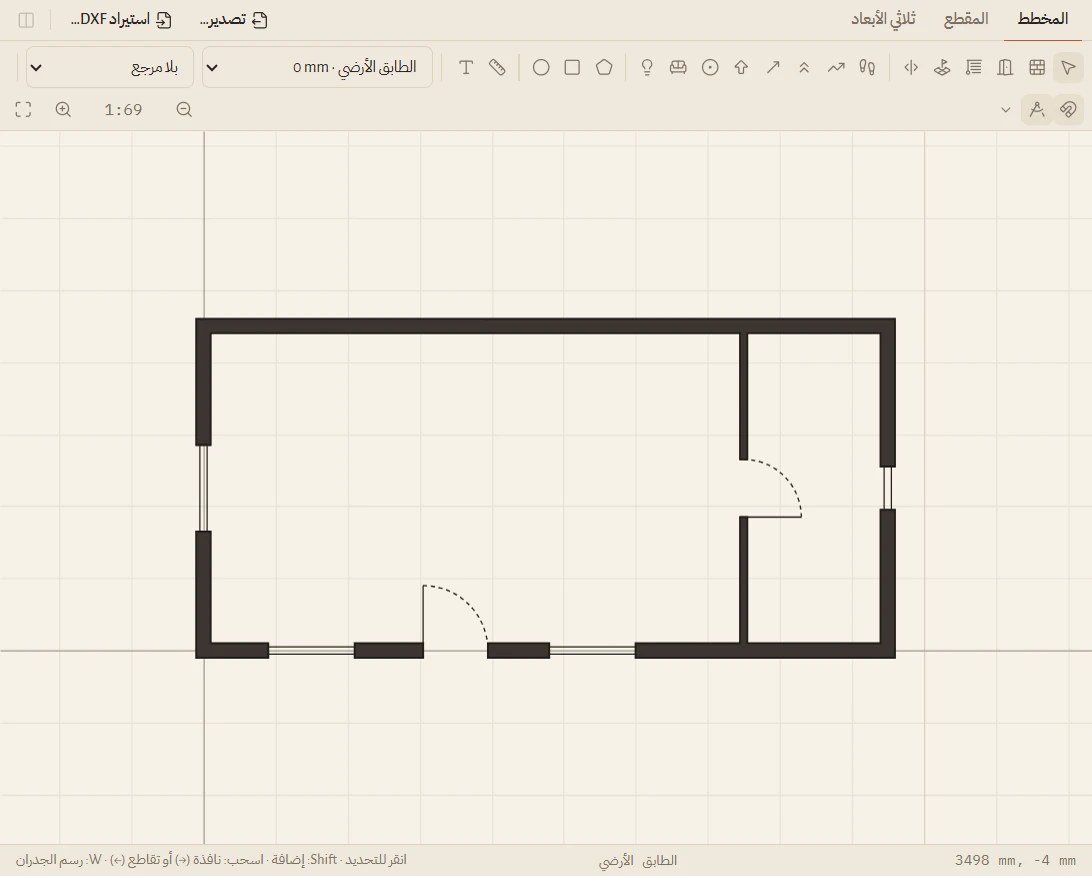 المخطط
المقطع
ثلاثي الأبعاد
تصدير...
استيراد DXF...
الطابق الأرضي · 0 mm
بلا مرجع
1:69
انقر للتحديد · Shift: إضافة · اسحب: نافذة (→) أو تقاطع (←) · W: رسم الجدران
الطابق الأرضي
3498 mm, -4 mm